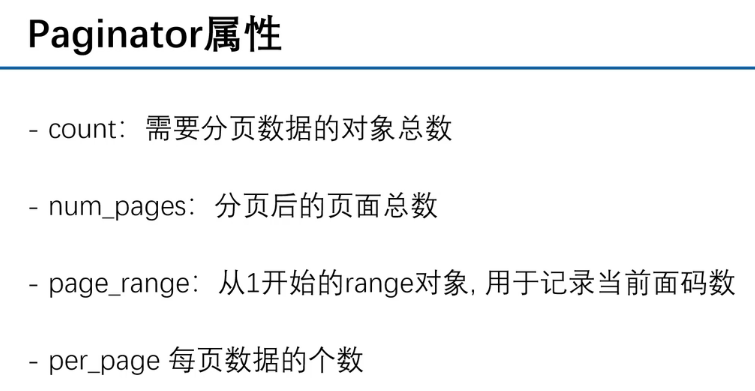 Paginator属性
- count：需要分页数据的对象总数
- num_pages：分页后的页面总数
- page_range：从1开始的range对象, 用于记录当前面码数
- per_page 每页数据的个数